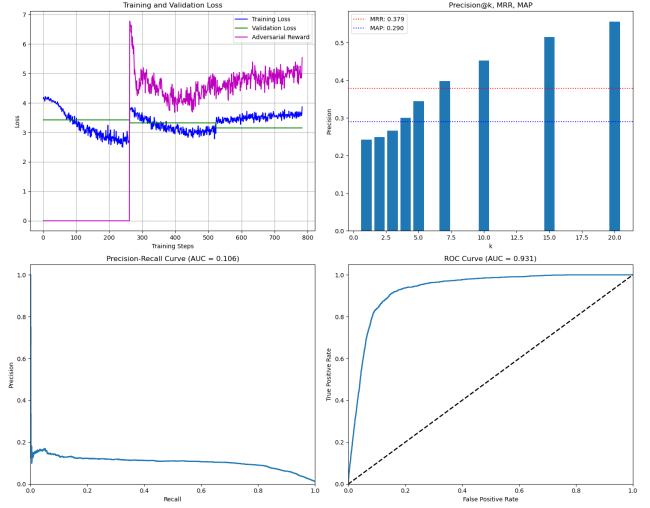 Training and Validation Loss
Training Loss
Validation Loss
Adversarial Reward
Loss
7
6
5
4
3
2
1
0
0 100 200 300 400 500 600 700 800
Training Steps
Precision@k, MRR, MAP
MRR: 0.379
MAP: 0.290
Precision
0.5
0.4
0.3
0.2
0.1
0.0
0.0 2.5 5.0 7.5 10.0 12.5 15.0 17.5 20.0
k
Precision-Recall Curve (AUC = 0.106)
Precision
1.0
0.8
0.6
0.4
0.2
0.0
0.0 0.2 0.4 0.6 0.8 1.0
Recall
ROC Curve (AUC = 0.931)
True Positive Rate
1.0
0.8
0.6
0.4
0.2
0.0
0.0 0.2 0.4 0.6 0.8 1.0
False Positive Rate